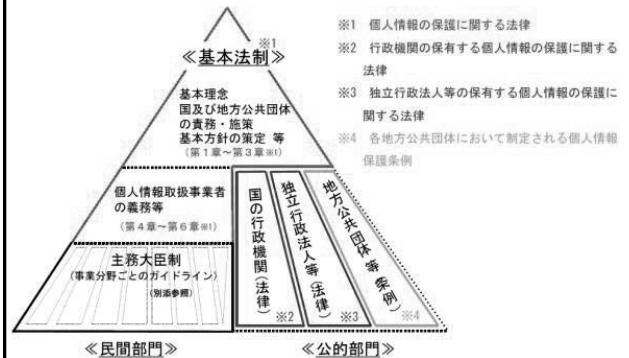 ≪基本法制≫※1
基本理念
国及び地方公共団体
の責務・施策
基本方針の策定 等
(第1章~第3章※1)
個人情報取扱事業者
の義務等
(第4章~第6章※1)
主務大臣制
(事業分野ごとのガイドライン)
(別添参照)
国の行政機関(法律)※2
独立行政法人等(法律)※3
地方公共団体等(条例)※4
≪民間部門≫
≪公的部門≫
※1 個人情報の保護に関する法律
※2 行政機関の保有する個人情報の保護に関する
法律
※3 独立行政法人等の保有する個人情報の保護に
関する法律
※4 各地方公共団体において制定される個人情報
保護条例